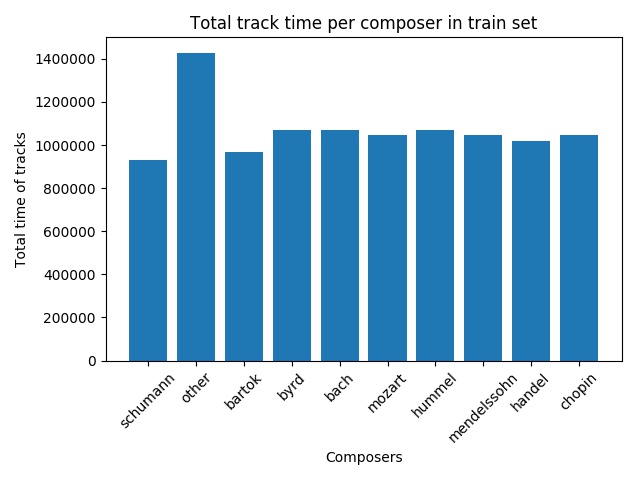 Total track time per composer in train set
Total time of tracks
1400000
1200000
1000000
800000
600000
400000
200000
0
schumann
other
bartok
byrd
bach
mozart
hummel
mendelssohn
handel
chopin
Composers